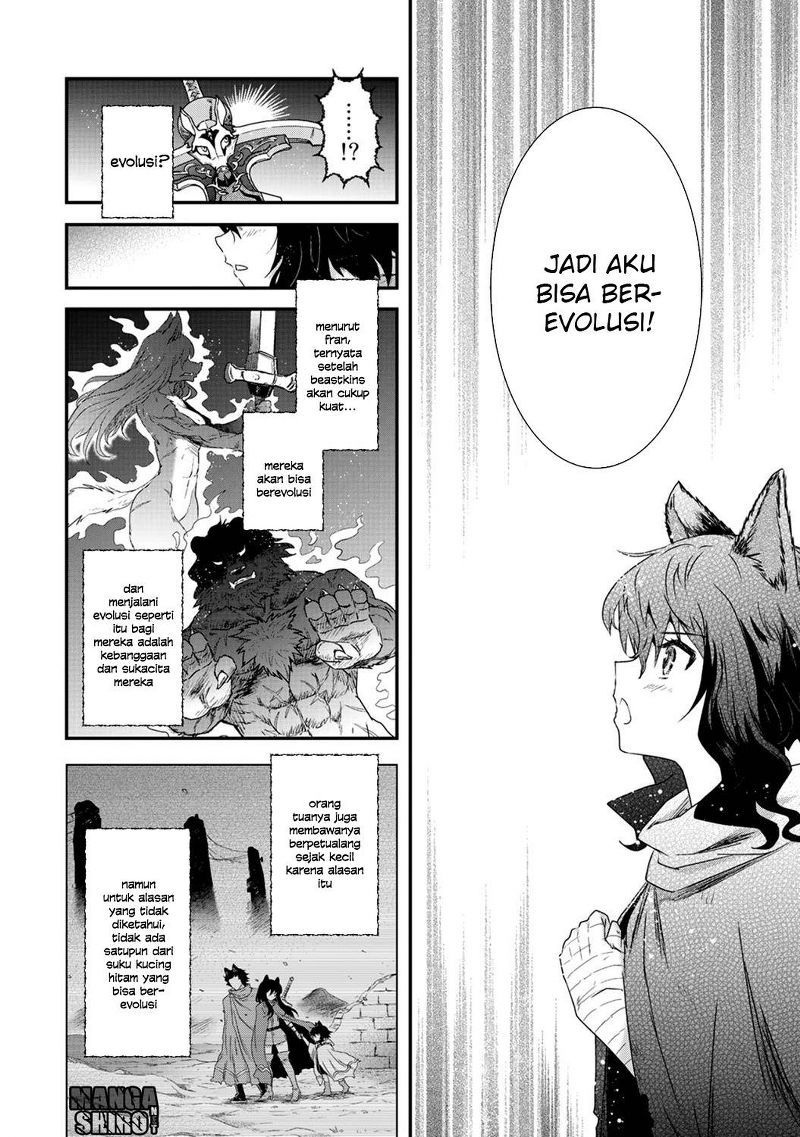 JADI AKU
BISA BER-
EVOLUSI!
......!?
evolusi?
menurut
fran,
ternyata
setelah
beastkins
akan cukup
kuat...
mereka
akan bisa
berevolusi
dan
menjalani
evolusi seperti
itu bagi
mereka adalah
kebanggaan
dan sukacita
mereka
orang
tuanya juga
membawanya
berpetualang
sejak kecil
karena alasan
itu
namun
untuk alasan
yang tidak
diketahui,
tidak ada
satupun dari
suku kucing
hitam yang
bisa ber-
evolusi
MANGA
SHIRO